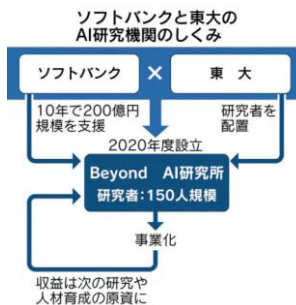 ソフトバンクと東大の
AI研究機関のしくみ
ソフトバンク × 東 大
10年で200億円
規模を支援
研究者を
配置
2020年度設立
Beyond AI研究所
研究者:150人規模
事業化
収益は次の研究や
人材育成の原資に